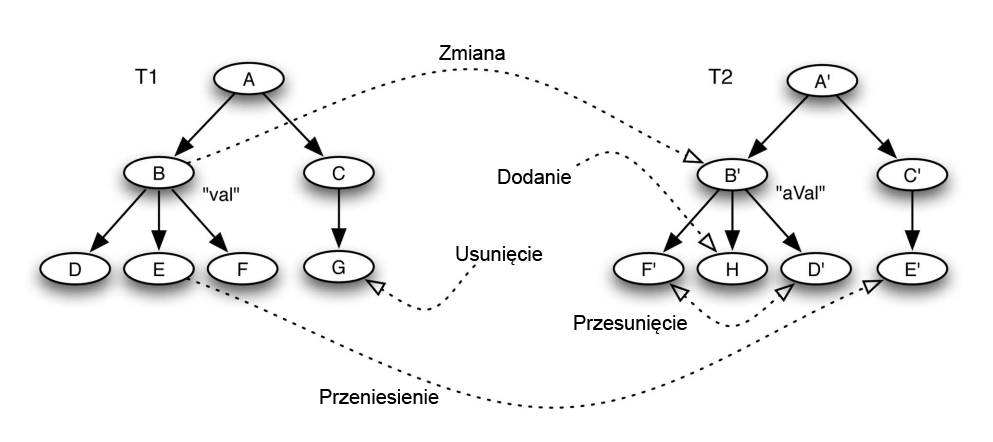 Zmiana
T1
A
T2
A'
B
"val"
C
Dodanie
B'
"aVal"
C'
D
E
F
G
Usunięcie
F'
H
D'
E'
Przesunięcie
Przeniesienie